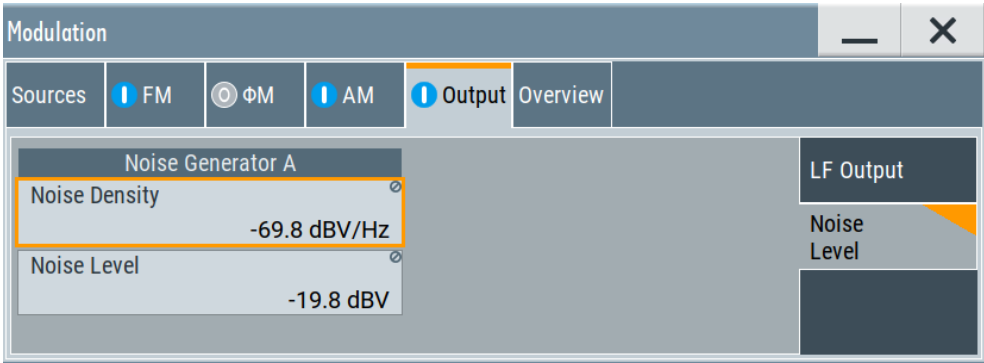 Modulation
Sources FM ΦM AM Output Overview
Noise Generator A
Noise Density
-69.8 dBV/Hz
Noise Level
-19.8 dBV
LF Output
Noise
Level